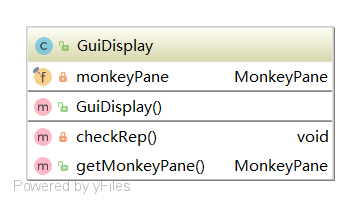 C GuiDisplay
f monkeyPane MonkeyPane
m GuiDisplay()
m checkRep() void
m getMonkeyPane() MonkeyPane
Powered by yFiles